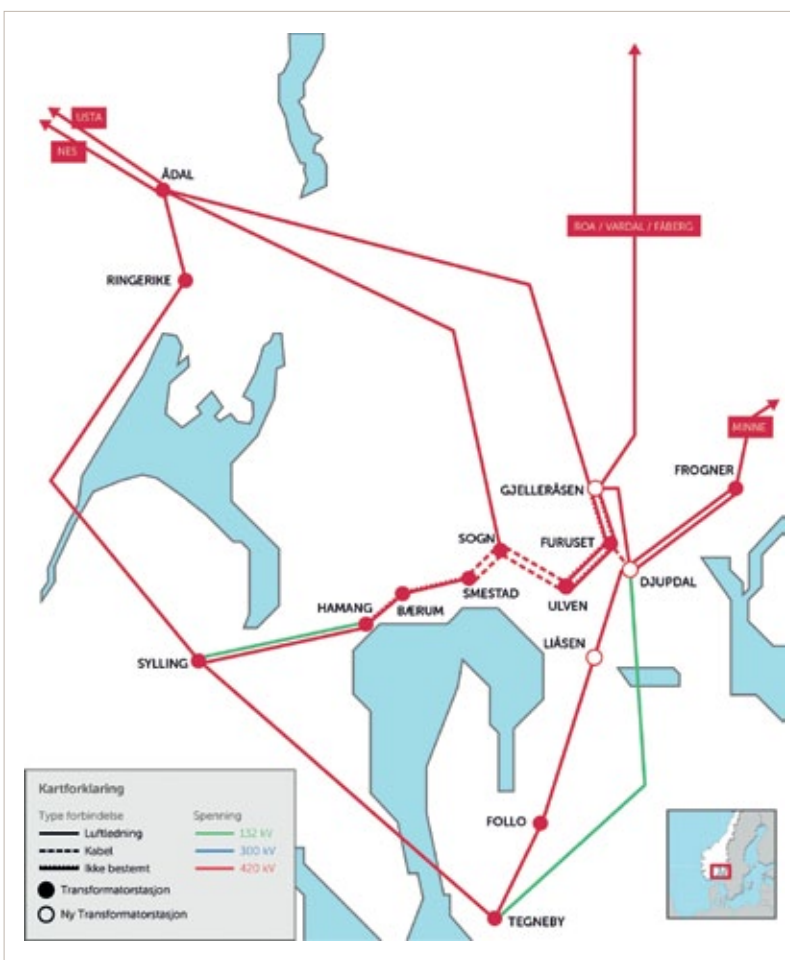 USTA
NES
ÅDAL
ROA / VARDAL / FÅBERG
RINGERIKE
MINNE
FROGNER
GJELLERÅSEN
SOGN
FURUSET
DJUPDAL
SMESTAD
ULVEN
BÆRUM
HAMANG
LIÅSEN
SYLLING
FOLLO
TEGNEBY
Kartforklaring
Type forbindelse Spenning
Luftledning 132 kV
Kabel 300 kV
Ikke bestemt 420 kV
Transformatorstasjon
Ny Transformatorstasjon